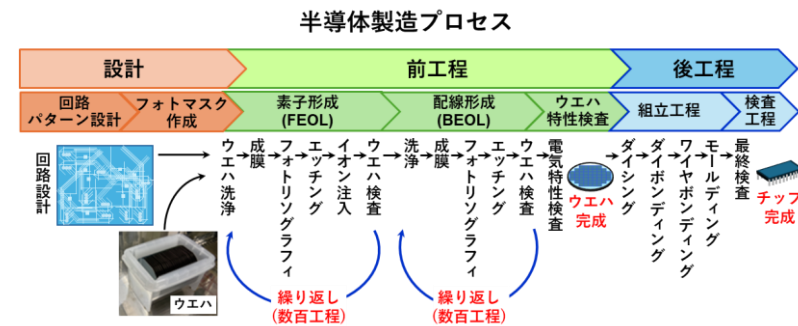 半導体製造プロセス
設計
前工程
後工程
回路
パターン設計
フォトマスク
作成
素子形成
(FEOL)
配線形成
(BEOL)
ウエハ
特性検査
組立工程
検査
工程
回路設計
ウエハ
ウエハ洗浄
成膜
フォトリソグラフィ
エッチング
イオン注入
ウエハ検査
繰り返し
(数百工程)
洗浄
成膜
フォトリソグラフィ
エッチング
ウエハ検査
繰り返し
(数百工程)
電気特性検査
ウエハ
完成
ダイシング
ダイボンディング
ワイヤボンディング
モールディング
最終検査
チップ
完成